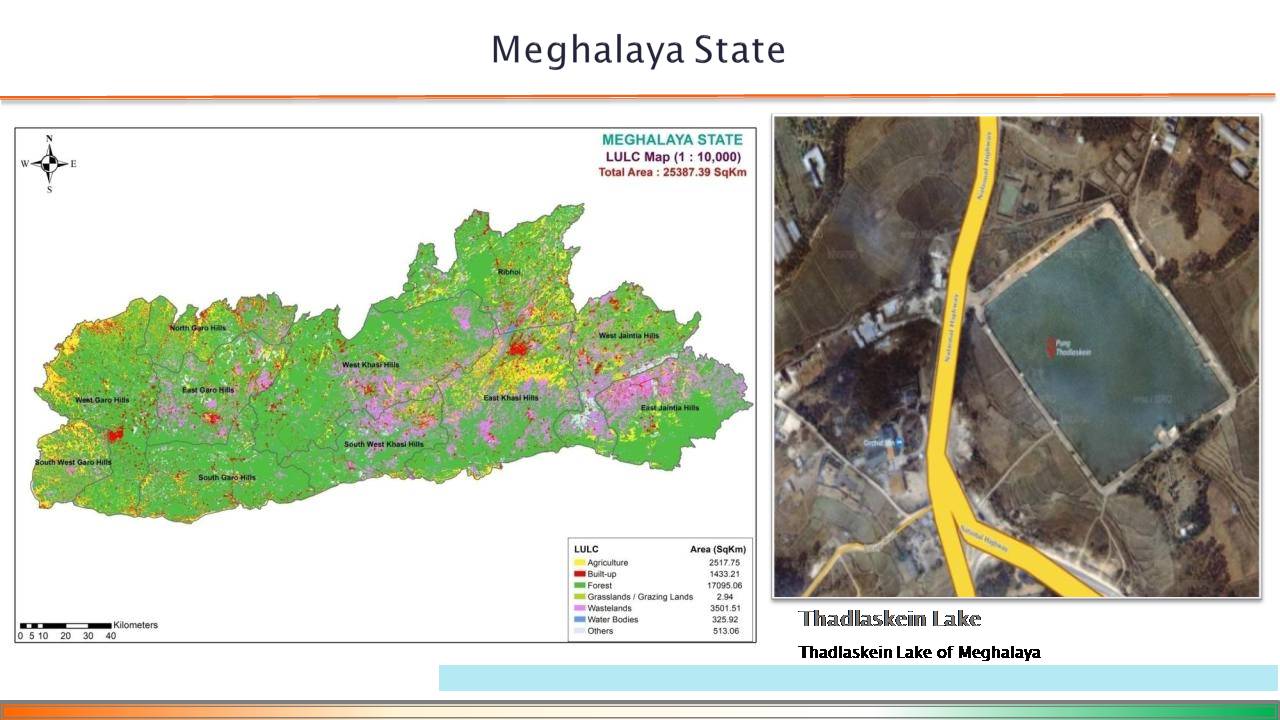 Meghalaya State
N
W E
S
MEGHALAYA STATE
LULC Map (1 : 10,000)
Total Area : 25387.39 SqKm
Ribhoi
North Garo Hills
West Jaintia Hills
West Khasi Hills
East Garo Hills
West Garo Hills
East Khasi Hills
East Jaintia Hills
South West Khasi Hills
South West Garo Hills
South Garo Hills
LULC Area (SqKm)
Agriculture 2517.75
Built-up 1433.21
Forest 17095.06
Grasslands / Grazing Lands 2.94
Wastelands 3501.51
Water Bodies 325.92
Others 513.06
Kilometers
0 5 10 20 30 40
National Highway
National Highway
Pung
Thadlaskein
National Highway
Thadlaskein Lake
Thadlaskein Lake of Meghalaya